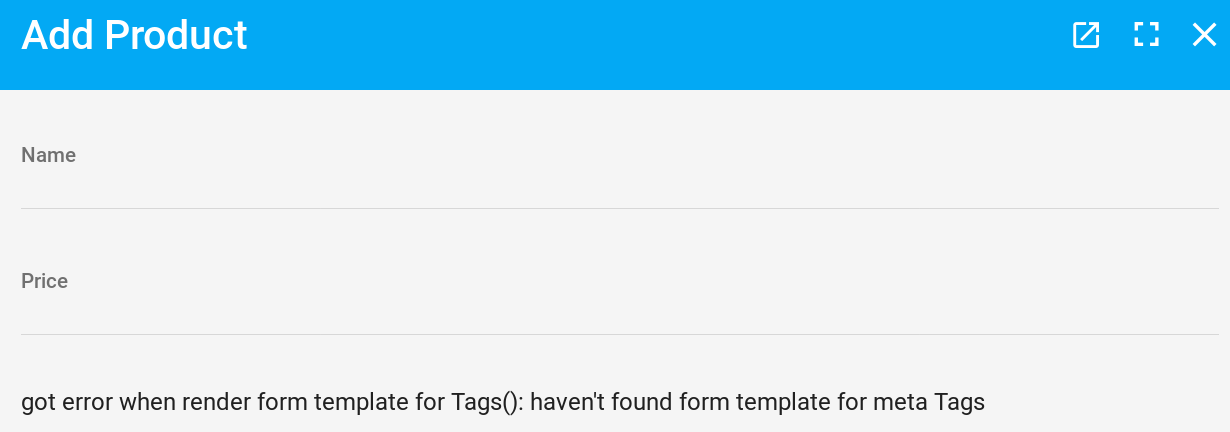 Add Product
Name
Price
got error when render form template for Tags(): haven't found form template for meta Tags